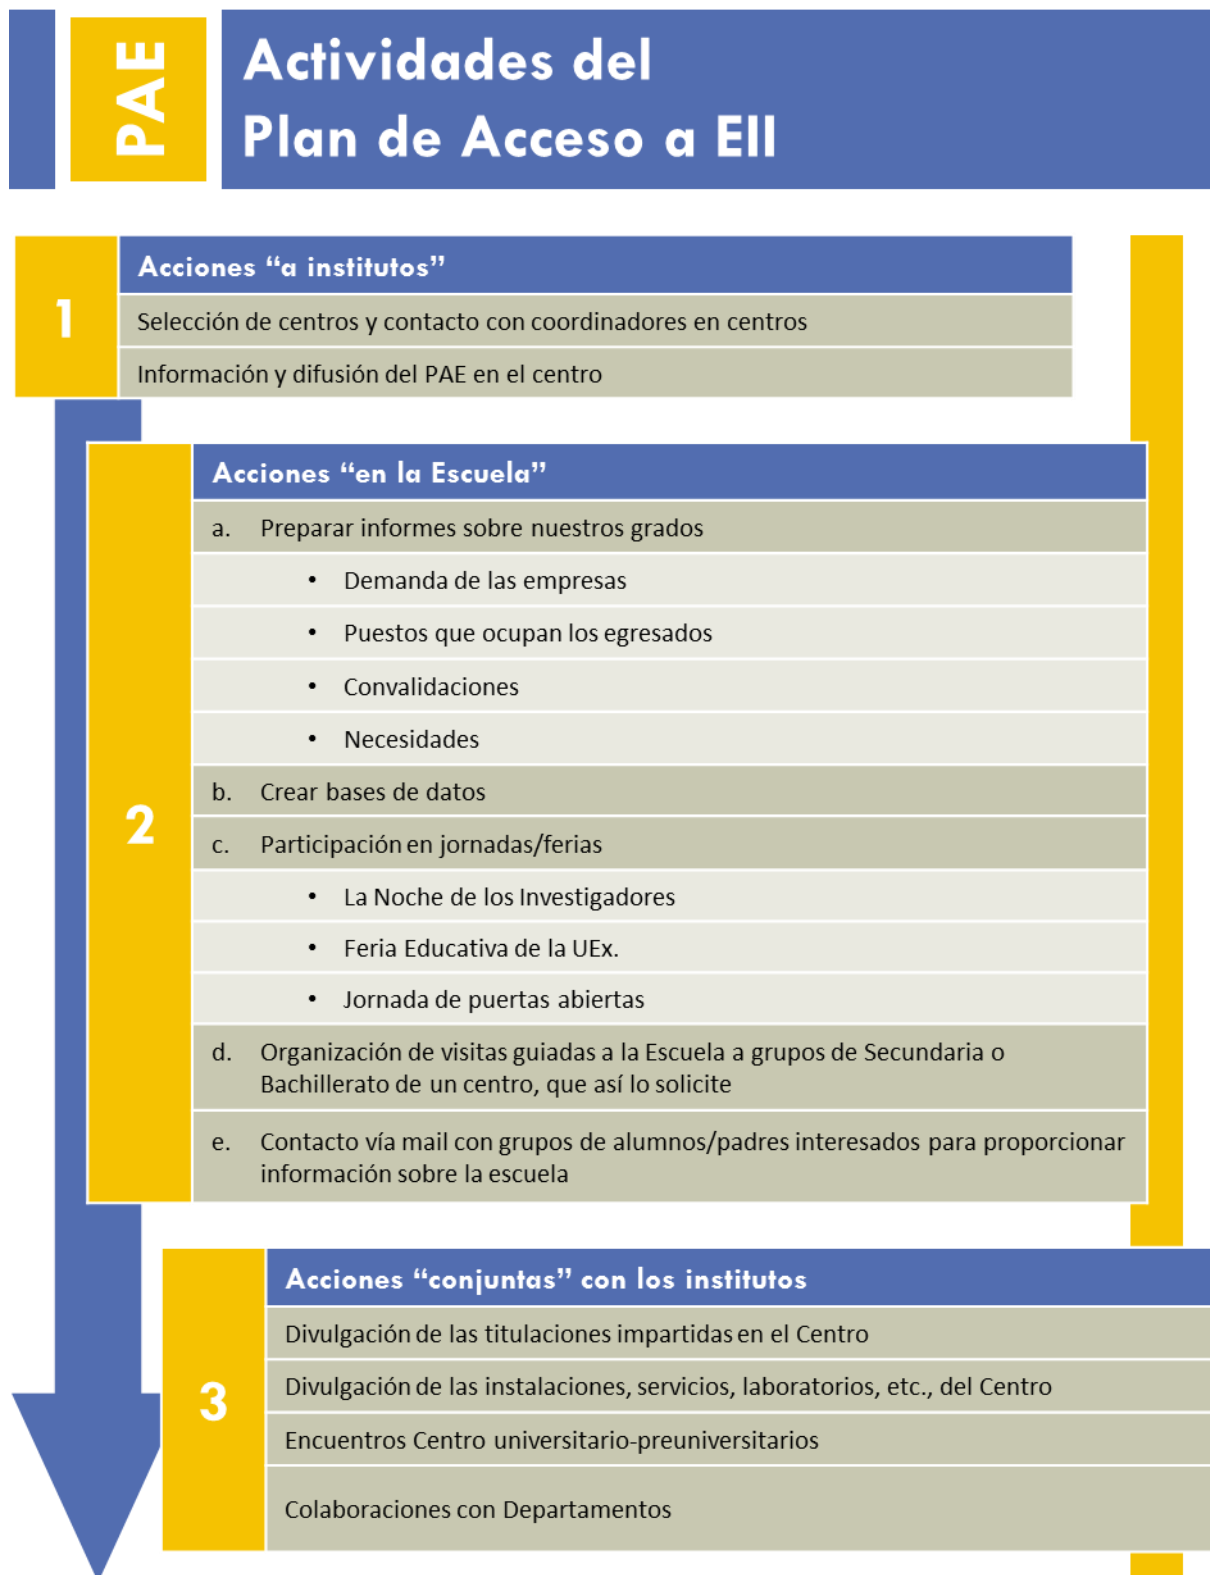 PAE
Actividades del
Plan de Acceso a EII
1
Acciones “a institutos”
Selección de centros y contacto con coordinadores en centros
Información y difusión del PAE en el centro
2
Acciones “en la Escuela”
a. Preparar informes sobre nuestros grados
• Demanda de las empresas
• Puestos que ocupan los egresados
• Convalidaciones
• Necesidades
b. Crear bases de datos
c. Participación en jornadas/ferias
• La Noche de los Investigadores
• Feria Educativa de la UEx.
• Jornada de puertas abiertas
d. Organización de visitas guiadas a la Escuela a grupos de Secundaria o
Bachillerato de un centro, que así lo solicite
e. Contacto vía mail con grupos de alumnos/padres interesados para proporcionar
información sobre la escuela
3
Acciones “conjuntas” con los institutos
Divulgación de las titulaciones impartidas en el Centro
Divulgación de las instalaciones, servicios, laboratorios, etc., del Centro
Encuentros Centro universitario-preuniversitarios
Colaboraciones con Departamentos